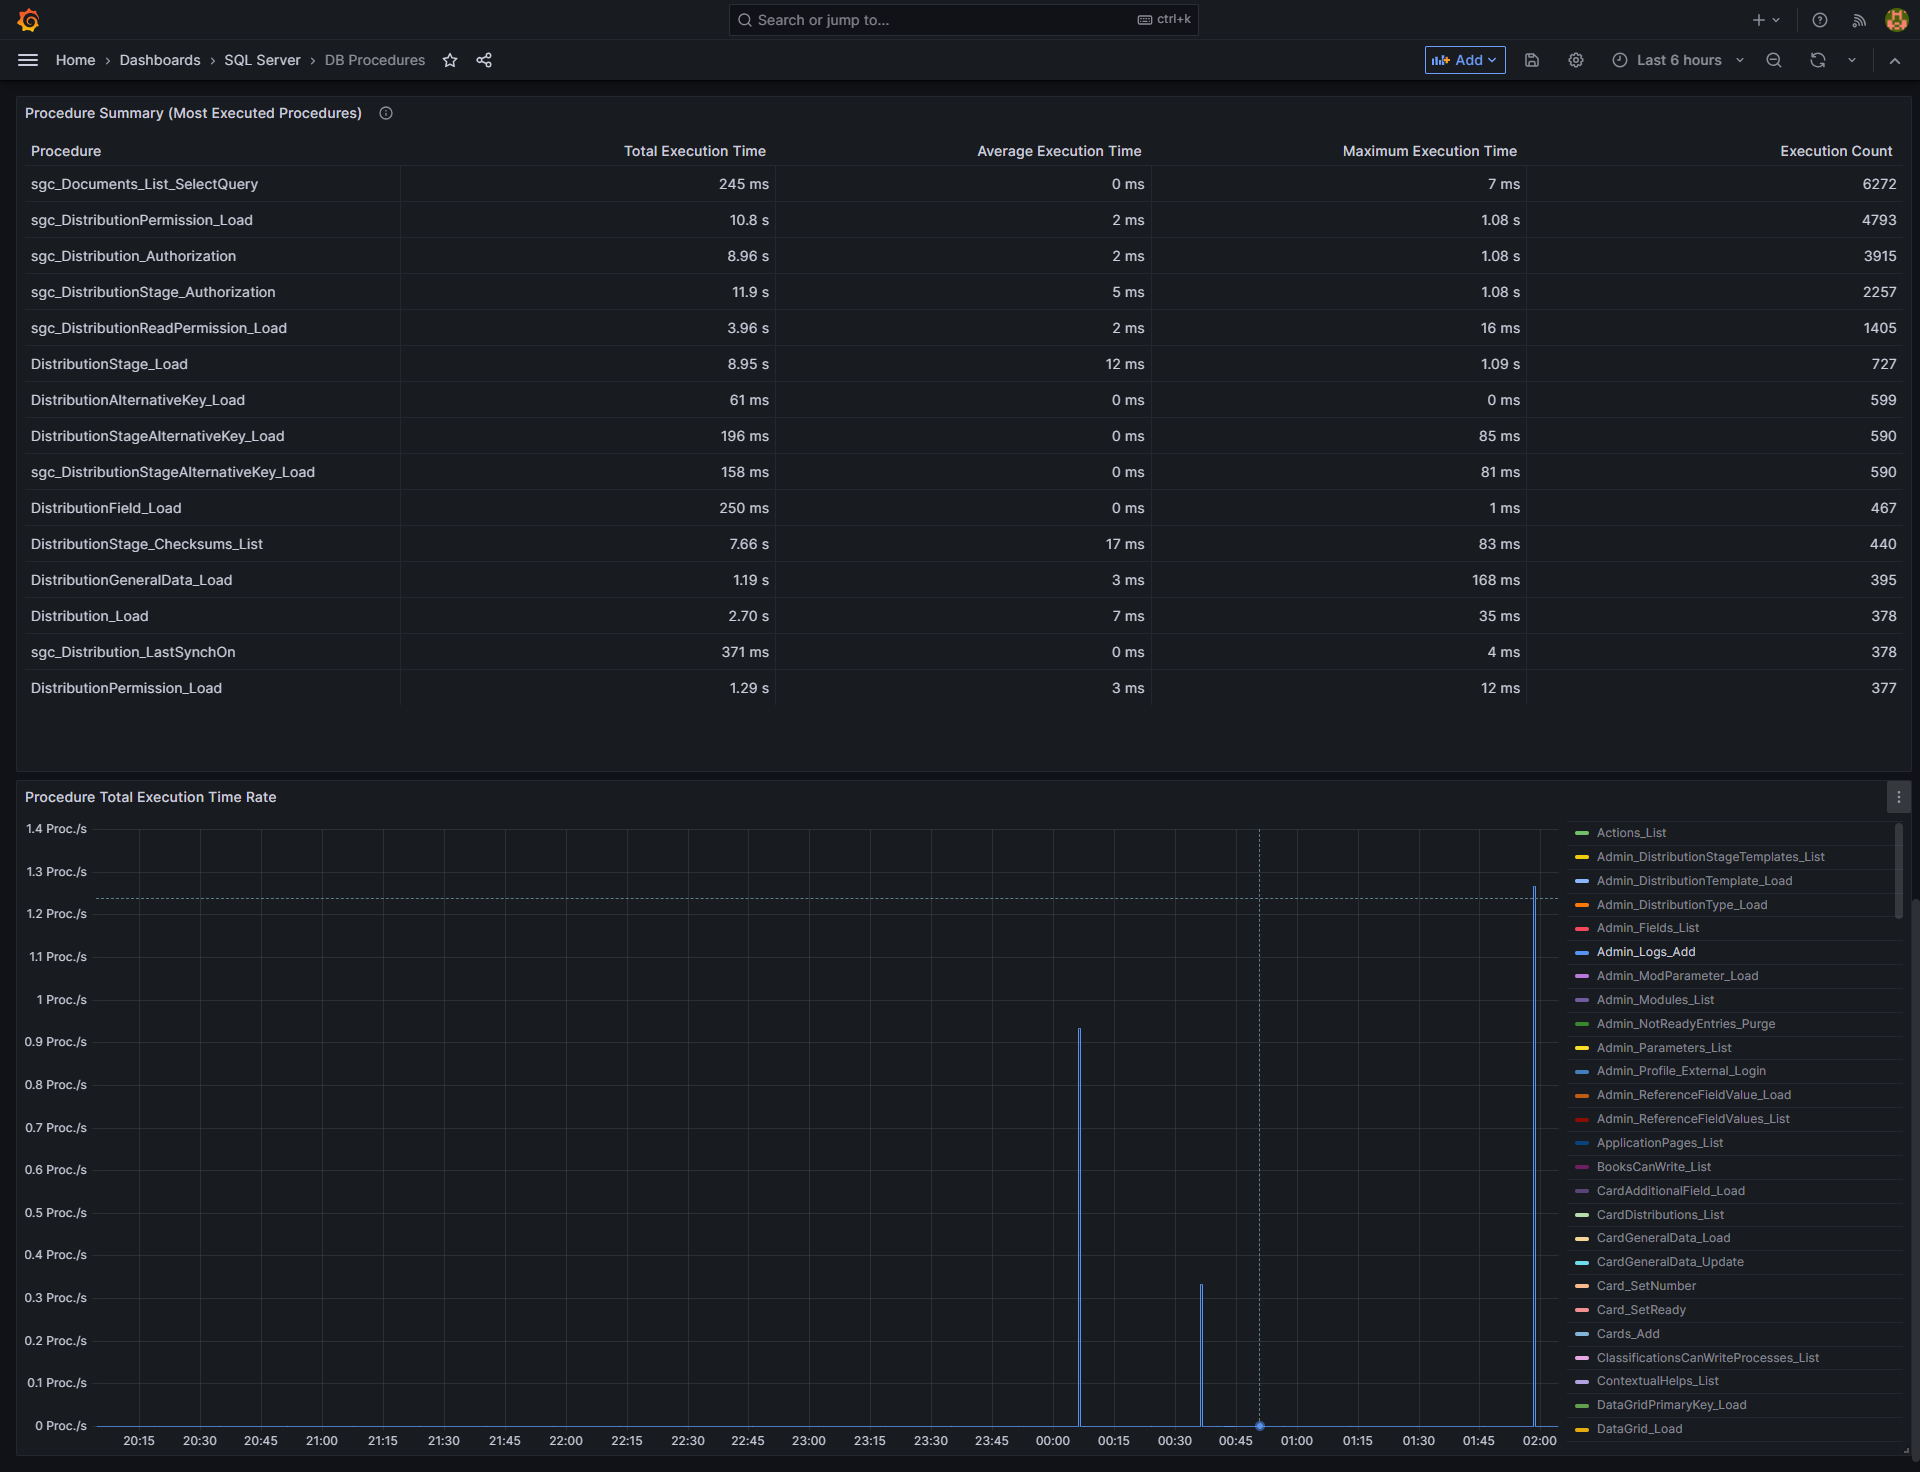 Search or jump to...
ctrl+k
Home › Dashboards › SQL Server › DB Procedures
Add
Last 6 hours
Procedure Summary (Most Executed Procedures)
Procedure Total Execution Time Average Execution Time Maximum Execution Time Execution Count
sgc_Documents_List_SelectQuery 245 ms 0 ms 7 ms 6272
sgc_DistributionPermission_Load 10.8 s 2 ms 1.08 s 4793
sgc_Distribution_Authorization 8.96 s 2 ms 1.08 s 3915
sgc_DistributionStage_Authorization 11.9 s 5 ms 1.08 s 2257
sgc_DistributionReadPermission_Load 3.96 s 2 ms 16 ms 1405
DistributionStage_Load 8.95 s 12 ms 1.09 s 727
DistributionAlternativeKey_Load 61 ms 0 ms 0 ms 599
DistributionStageAlternativeKey_Load 196 ms 0 ms 85 ms 590
sgc_DistributionStageAlternativeKey_Load 158 ms 0 ms 81 ms 590
DistributionField_Load 250 ms 0 ms 1 ms 467
DistributionStage_Checksums_List 7.66 s 17 ms 83 ms 440
DistributionGeneralData_Load 1.19 s 3 ms 168 ms 395
Distribution_Load 2.70 s 7 ms 35 ms 378
sgc_Distribution_LastSynchOn 371 ms 0 ms 4 ms 378
DistributionPermission_Load 1.29 s 3 ms 12 ms 377
Procedure Total Execution Time Rate
1.4 Proc./s
1.3 Proc./s
1.2 Proc./s
1.1 Proc./s
1 Proc./s
0.9 Proc./s
0.8 Proc./s
0.7 Proc./s
0.6 Proc./s
0.5 Proc./s
0.4 Proc./s
0.3 Proc./s
0.2 Proc./s
0.1 Proc./s
0 Proc./s
20:15 20:30 20:45 21:00 21:15 21:30 21:45 22:00 22:15 22:30 22:45 23:00 23:15 23:30 23:45 00:00 00:15 00:30 00:45 01:00 01:15 01:30 01:45 02:00
Actions_List
Admin_DistributionStageTemplates_List
Admin_DistributionTemplate_Load
Admin_DistributionType_Load
Admin_Fields_List
Admin_Logs_Add
Admin_ModParameter_Load
Admin_Modules_List
Admin_NotReadyEntries_Purge
Admin_Parameters_List
Admin_Profile_External_Login
Admin_ReferenceFieldValue_Load
Admin_ReferenceFieldValues_List
ApplicationPages_List
BooksCanWrite_List
CardAdditionalField_Load
CardDistributions_List
CardGeneralData_Load
CardGeneralData_Update
Card_SetNumber
Card_SetReady
Cards_Add
ClassificationsCanWriteProcesses_List
ContextualHelps_List
DataGridPrimaryKey_Load
DataGrid_Load